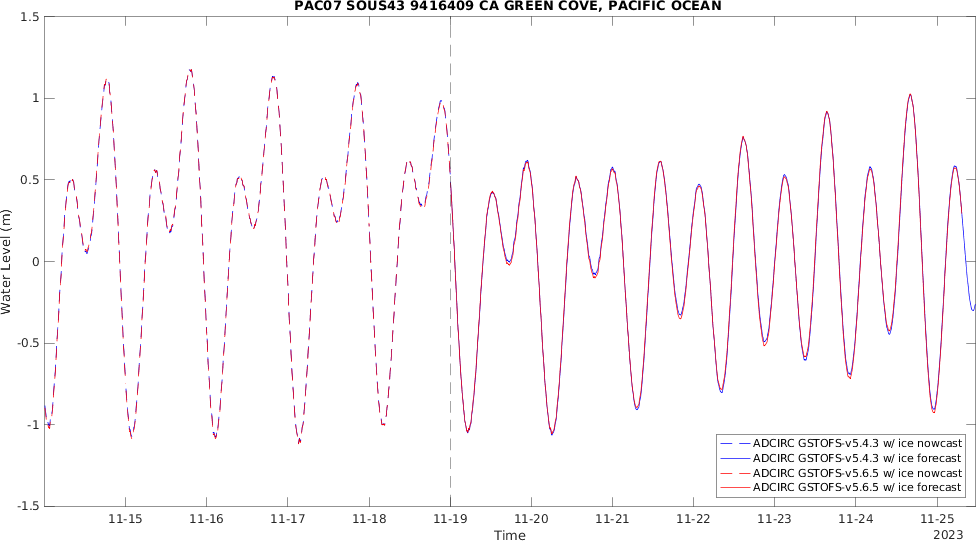 PAC07 SOUS43 9416409 CA GREEN COVE, PACIFIC OCEAN
1.5
1
0.5
0
-0.5
-1
-1.5
Water Level (m)
11-15 11-16 11-17 11-18 11-19 11-20 11-21 11-22 11-23 11-24 11-25
2023
Time
ADCIRC GSTOFS-v5.4.3 w/ ice nowcast
ADCIRC GSTOFS-v5.4.3 w/ ice forecast
ADCIRC GSTOFS-v5.6.5 w/ ice nowcast
ADCIRC GSTOFS-v5.6.5 w/ ice forecast